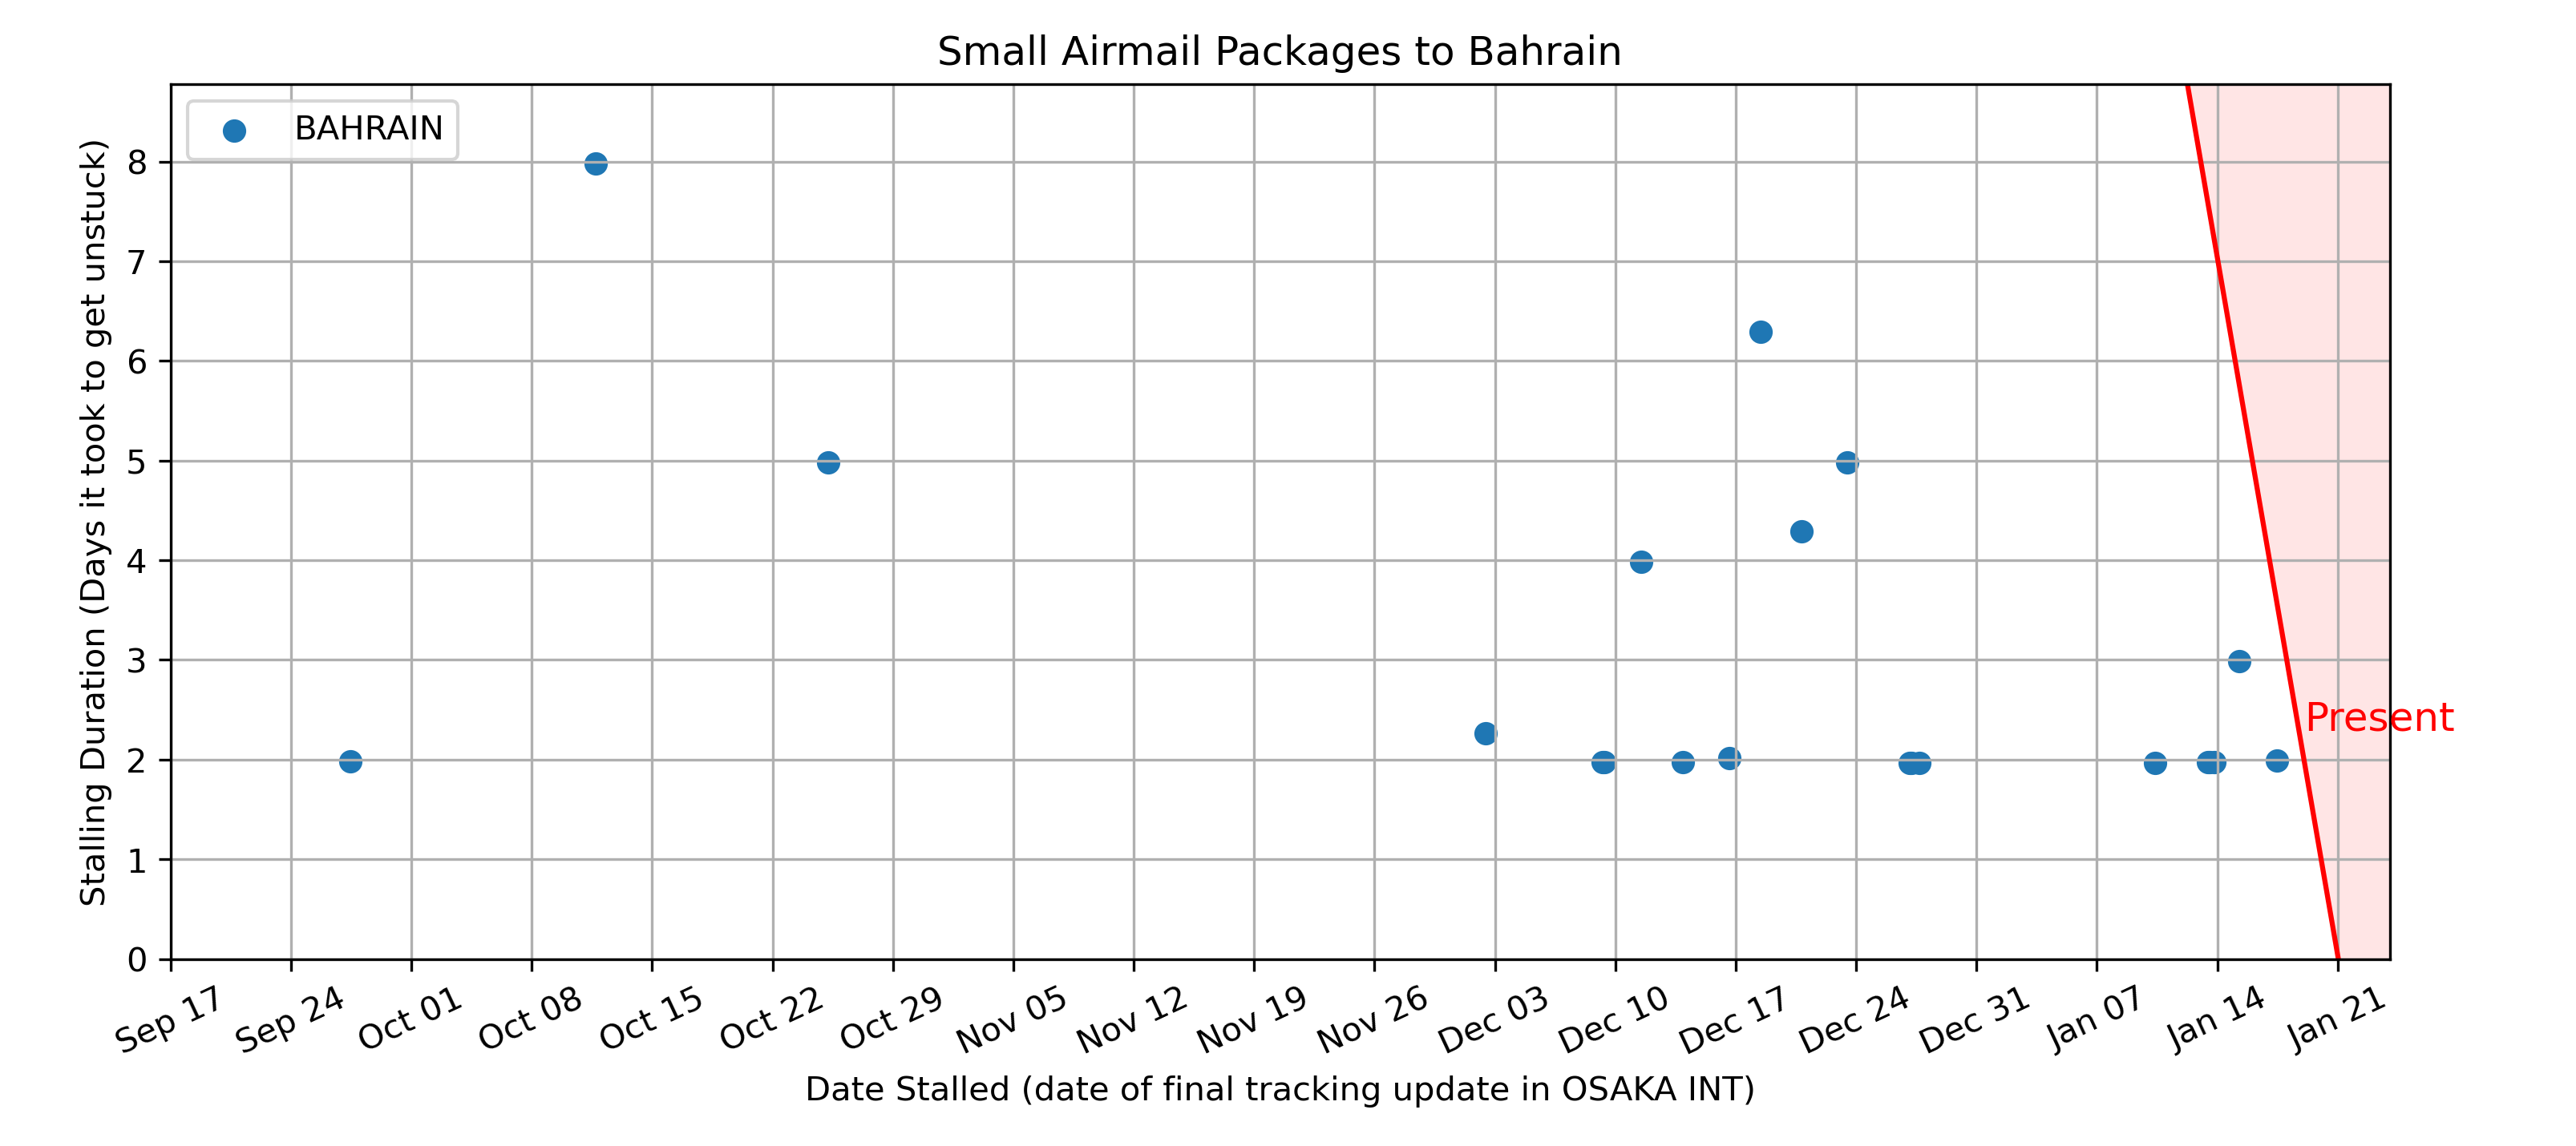 Small Airmail Packages to Bahrain
BAHRAIN
Stalling Duration (Days it took to get unstuck)
8
7
6
5
4
3
2
1
0
Present
Sep 17 Sep 24 Oct 01 Oct 08 Oct 15 Oct 22 Oct 29 Nov 05 Nov 12 Nov 19 Nov 26 Dec 03 Dec 10 Dec 17 Dec 24 Dec 31 Jan 07 Jan 14 Jan 21
Date Stalled (date of final tracking update in OSAKA INT)